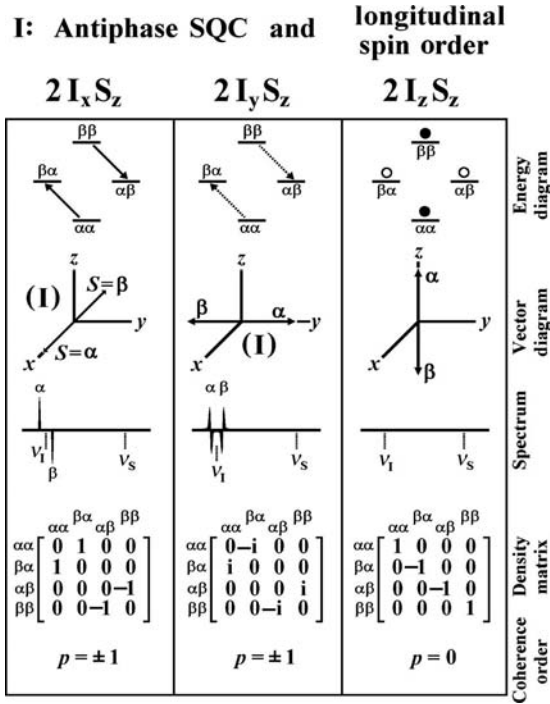 I: Antiphase SQC and longitudinal
spin order
2IxSz 2IySz 2IzSz
ββ ββ ββ
βα αβ βα αβ βα αβ
αα αα αα
Energy diagram
z z z
(I) S=β y β α –y α
x S=α (I) x β
Vector diagram
α α β
νI νS νI νS νI νS
β
Spectrum
βα ββ βα ββ βα ββ
αα αβ αα αβ αα αβ
αα 0 1 0 0 αα 0 –i 0 0 αα 1 0 0 0
βα 1 0 0 0 βα i 0 0 0 βα 0 –1 0 0
αβ 0 0 0 –1 αβ 0 0 0 i αβ 0 0 –1 0
ββ 0 0 –1 0 ββ 0 0 –i 0 ββ 0 0 0 1
Density matrix
p = ± 1 p = ± 1 p = 0
Coherence order